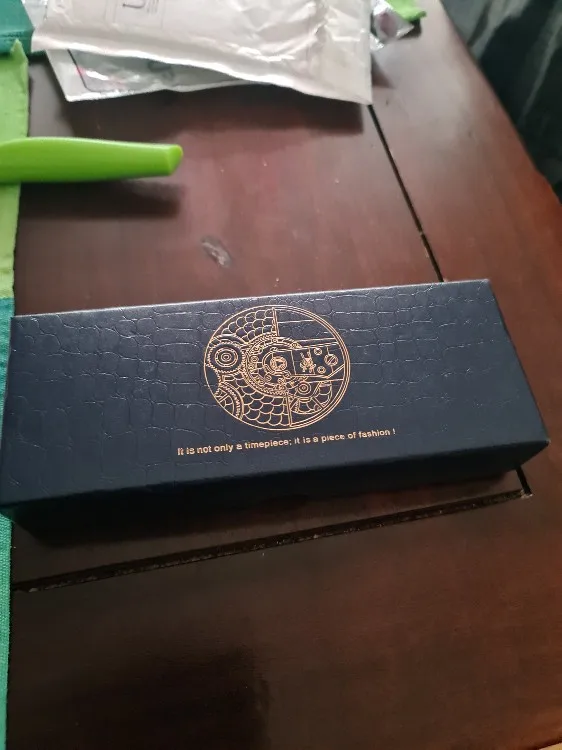 It is not only a timepiece; it is a piece of fashion !